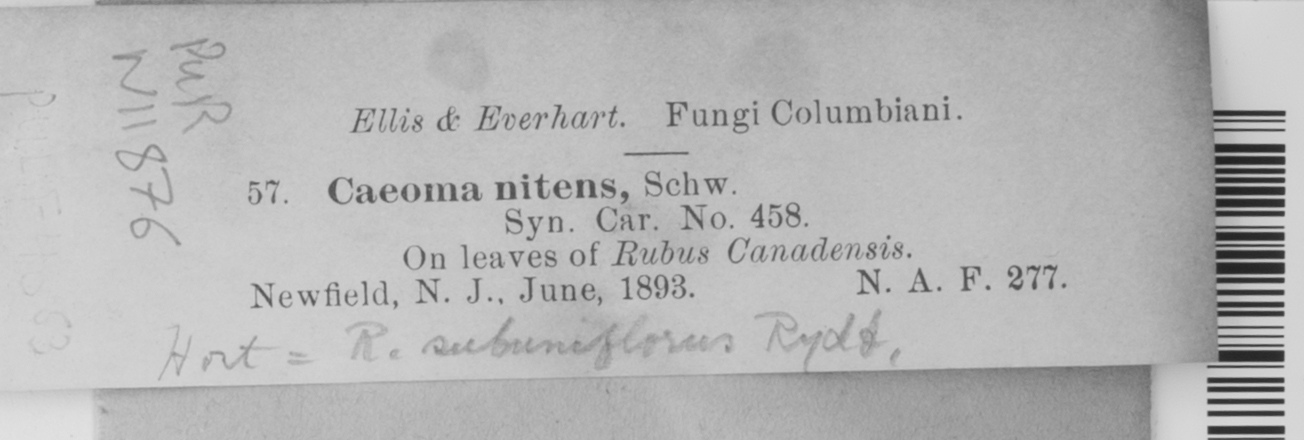 Ellis & Everhart. Fungi Columbiani.
57. Caeoma nitens, Schw.
Syn. Car. No. 458.
On leaves of Rubus Canadensis.
Newfield, N. J., June, 1893. N. A. F. 277.
Host = R. subuniflorus Rydb.
PuR
N11876